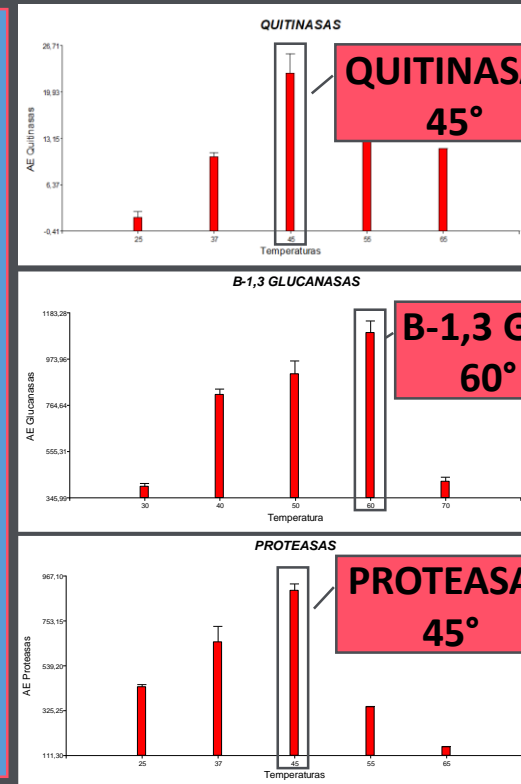 QUITINASAS
26,71
19,93
13,15
6,37
-0,41
AE Quitinasas
25 37 45 55 65
Temperaturas
QUITINASA
45°
B-1,3 GLUCANASAS
1183,28
973,96
764,64
555,31
345,99
AE Glucanasas
30 40 50 60 70
Temperatura
B-1,3 G
60°
PROTEASAS
967,10
753,15
539,20
325,25
111,30
AE Proteasas
25 37 45 55 65
Temperaturas
PROTEASA
45°